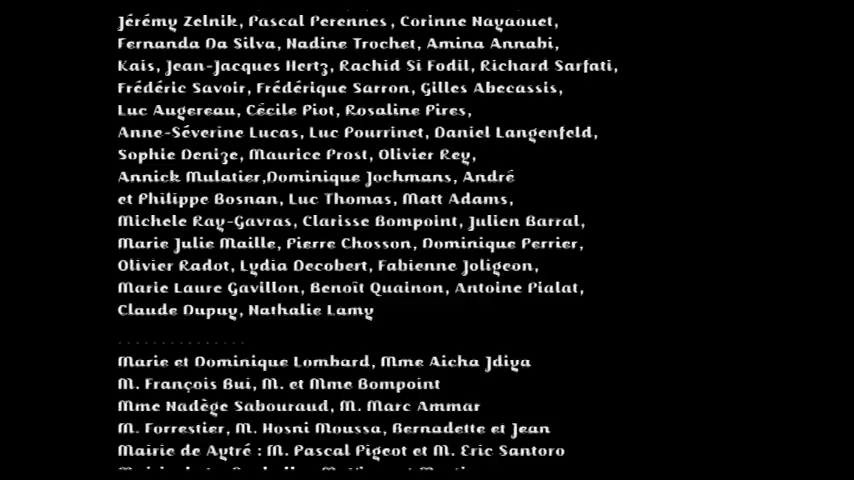 Jérémy Zelnik, Pascal Perennes, Corinne Nayaouet,
Fernanda Da Silva, Nadine Trochet, Amina Annabi,
Kais, Jean-Jacques Hertz, Rachid Si Fodil, Richard Sarfati,
Frédéric Savoir, Frédérique Sarron, Gilles Abecassis,
Luc Augereau, Cécile Piot, Rosaline Pires,
Anne-Séverine Lucas, Luc Pourrinet, Daniel Langenfeld,
Sophie Denize, Maurice Prost, Olivier Rey,
Annick Mulatier,Dominique Jochmans, André
et Philippe Bosnan, Luc Thomas, Matt Adams,
Michele Ray-Gavras, Clarisse Bompoint, Julien Barral,
Marie Julie Maille, Pierre Chosson, Dominique Perrier,
Olivier Radot, Lydia Decobert, Fabienne Joligeon,
Marie Laure Gavillon, Benoît Quainon, Antoine Pialat,
Claude Dupuy, Nathalie Lamy
...............
Marie et Dominique Lombard, Mme Aicha Jdiya
M. François Bui, M. et Mme Bompoint
Mme Nadège Sabouraud, M. Marc Ammar
M. Forrestier, M. Hosni Moussa, Bernadette et Jean
Mairie de Aytré : M. Pascal Pigeot et M. Eric Santoro